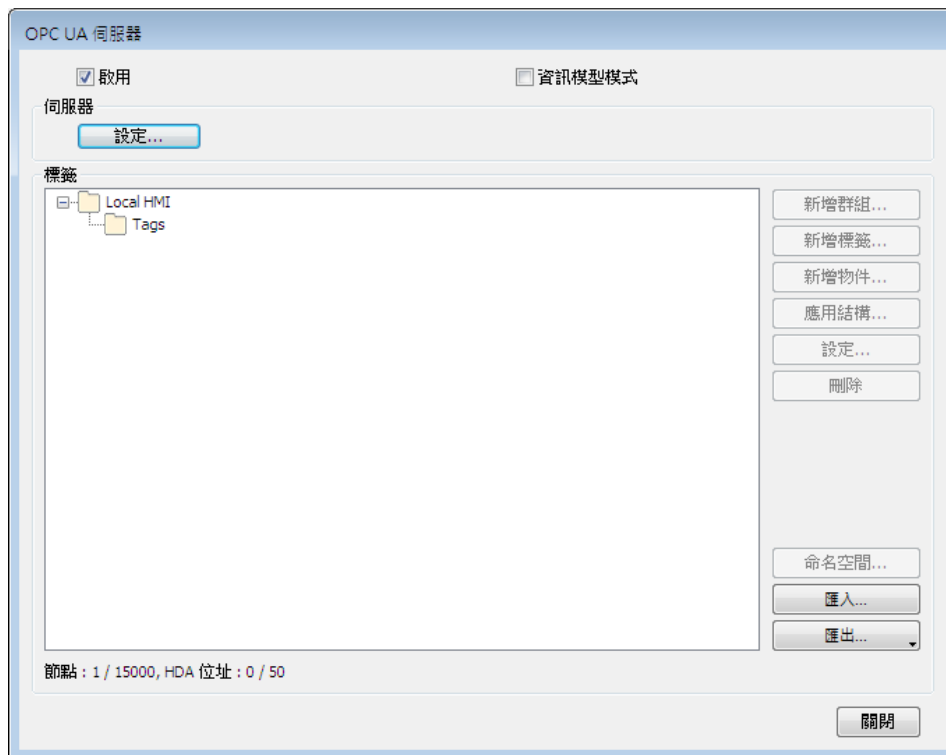 OPC UA 伺服器
啟用
資訊模型模式
伺服器
設定...
標籤
Local HMI
Tags
新增群組...
新增標籤...
新增物件...
應用結構...
設定...
刪除
命名空間...
匯入...
匯出...
節點 : 1 / 15000, HDA 位址 : 0 / 50
關閉